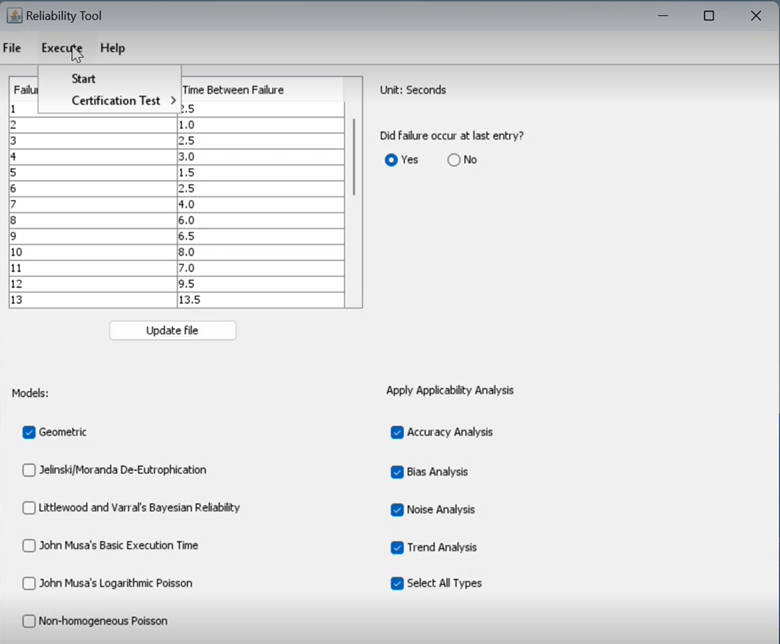 Reliability Tool
File Execute Help
Start
Certification Test
Failu Time Between Failure
1 2.5
2 1.0
3 2.5
4 3.0
5 1.5
6 2.5
7 4.0
8 6.0
9 6.5
10 8.0
11 7.0
12 9.5
13 13.5
Update file
Unit: Seconds
Did failure occur at last entry?
Yes No
Models:
Geometric
Jelinski/Moranda De-Eutrophication
Littlewood and Varral's Bayesian Reliability
John Musa's Basic Execution Time
John Musa's Logarithmic Poisson
Non-homogeneous Poisson
Apply Applicability Analysis
Accuracy Analysis
Bias Analysis
Noise Analysis
Trend Analysis
Select All Types